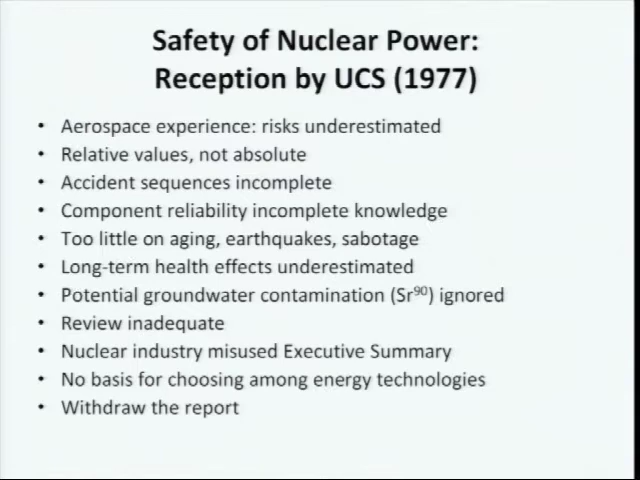 Safety of Nuclear Power:
Reception by UCS (1977)
• Aerospace experience: risks underestimated
• Relative values, not absolute
• Accident sequences incomplete
• Component reliability incomplete knowledge
• Too little on aging, earthquakes, sabotage
• Long-term health effects underestimated
• Potential groundwater contamination (Sr⁹⁰) ignored
• Review inadequate
• Nuclear industry misused Executive Summary
• No basis for choosing among energy technologies
• Withdraw the report